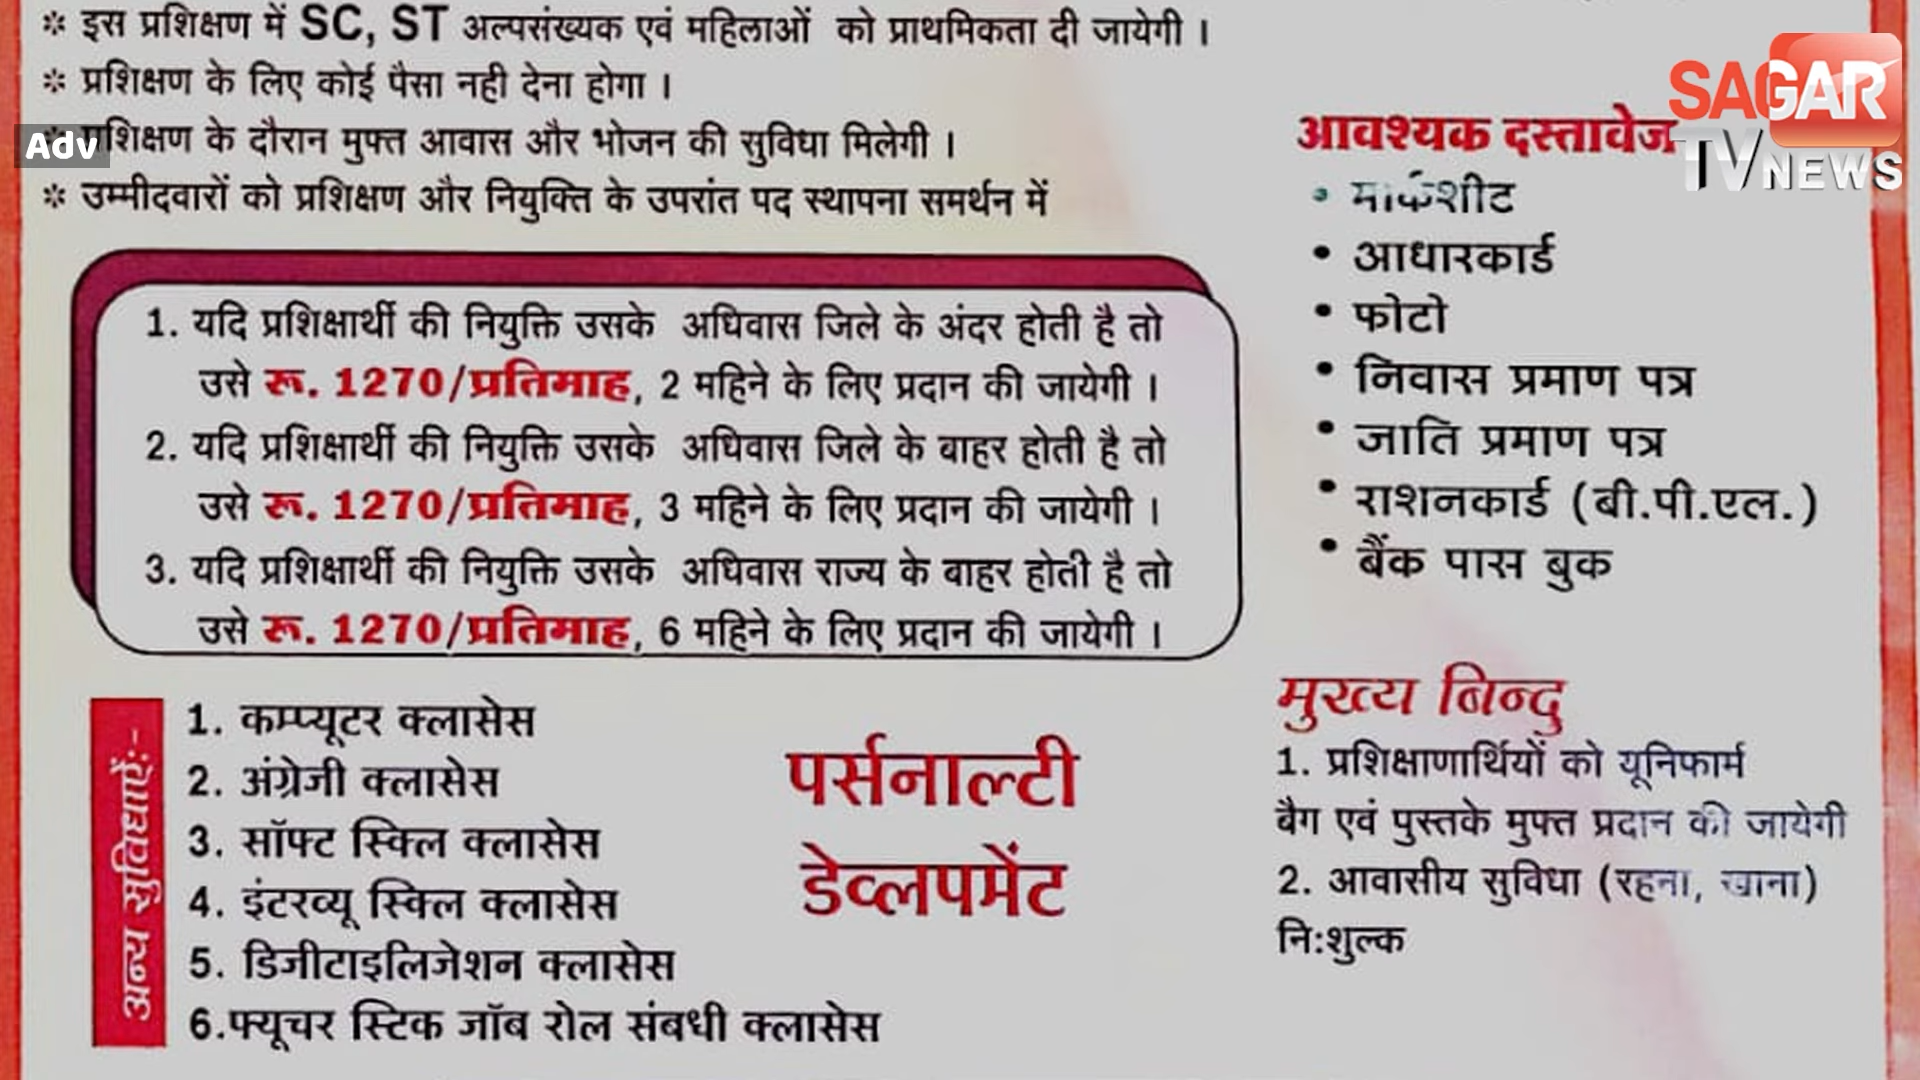 * इस प्रशिक्षण में SC, ST अल्पसंख्यक एवं महिलाओं को प्राथमिकता दी जायेगी ।
* प्रशिक्षण के लिए कोई पैसा नही देना होगा ।
प्रशिक्षण के दौरान मुफ्त आवास और भोजन की सुविधा मिलेगी ।
* उम्मीदवारों को प्रशिक्षण और नियुक्ति के उपरांत पद स्थापना समर्थन में
Adv
1. यदि प्रशिक्षार्थी की नियुक्ति उसके अधिवास जिले के अंदर होती है तो
उसे रू. 1270/प्रतिमाह, 2 महिने के लिए प्रदान की जायेगी ।
2. यदि प्रशिक्षार्थी की नियुक्ति उसके अधिवास जिले के बाहर होती है तो
उसे रू. 1270/प्रतिमाह, 3 महिने के लिए प्रदान की जायेगी ।
3. यदि प्रशिक्षार्थी की नियुक्ति उसके अधिवास राज्य के बाहर होती है तो
उसे रू. 1270/प्रतिमाह, 6 महिने के लिए प्रदान की जायेगी ।
अन्य सुविधाऐं:-
1. कम्प्यूटर क्लासेस
2. अंग्रेजी क्लासेस
3. सॉफ्ट स्किल क्लासेस
4. इंटरव्यू स्किल क्लासेस
5. डिजीटाइलिजेशन क्लासेस
6.फ्यूचर स्टिक जॉब रोल संबधी क्लासेस
पर्सनाल्टी
डेव्लपमेंट
SAGAR
TV NEWS
आवश्यक दस्तावेज
• मार्कशीट
• आधारकार्ड
• फोटो
• निवास प्रमाण पत्र
• जाति प्रमाण पत्र
• राशनकार्ड (बी.पी.एल.)
• बैंक पास बुक
मुख्य बिन्दु
1. प्रशिक्षाणार्थियों को यूनिफार्म
बैग एवं पुस्तके मुफ्त प्रदान की जायेगी
2. आवासीय सुविधा (रहना, खाना)
नि:शुल्क